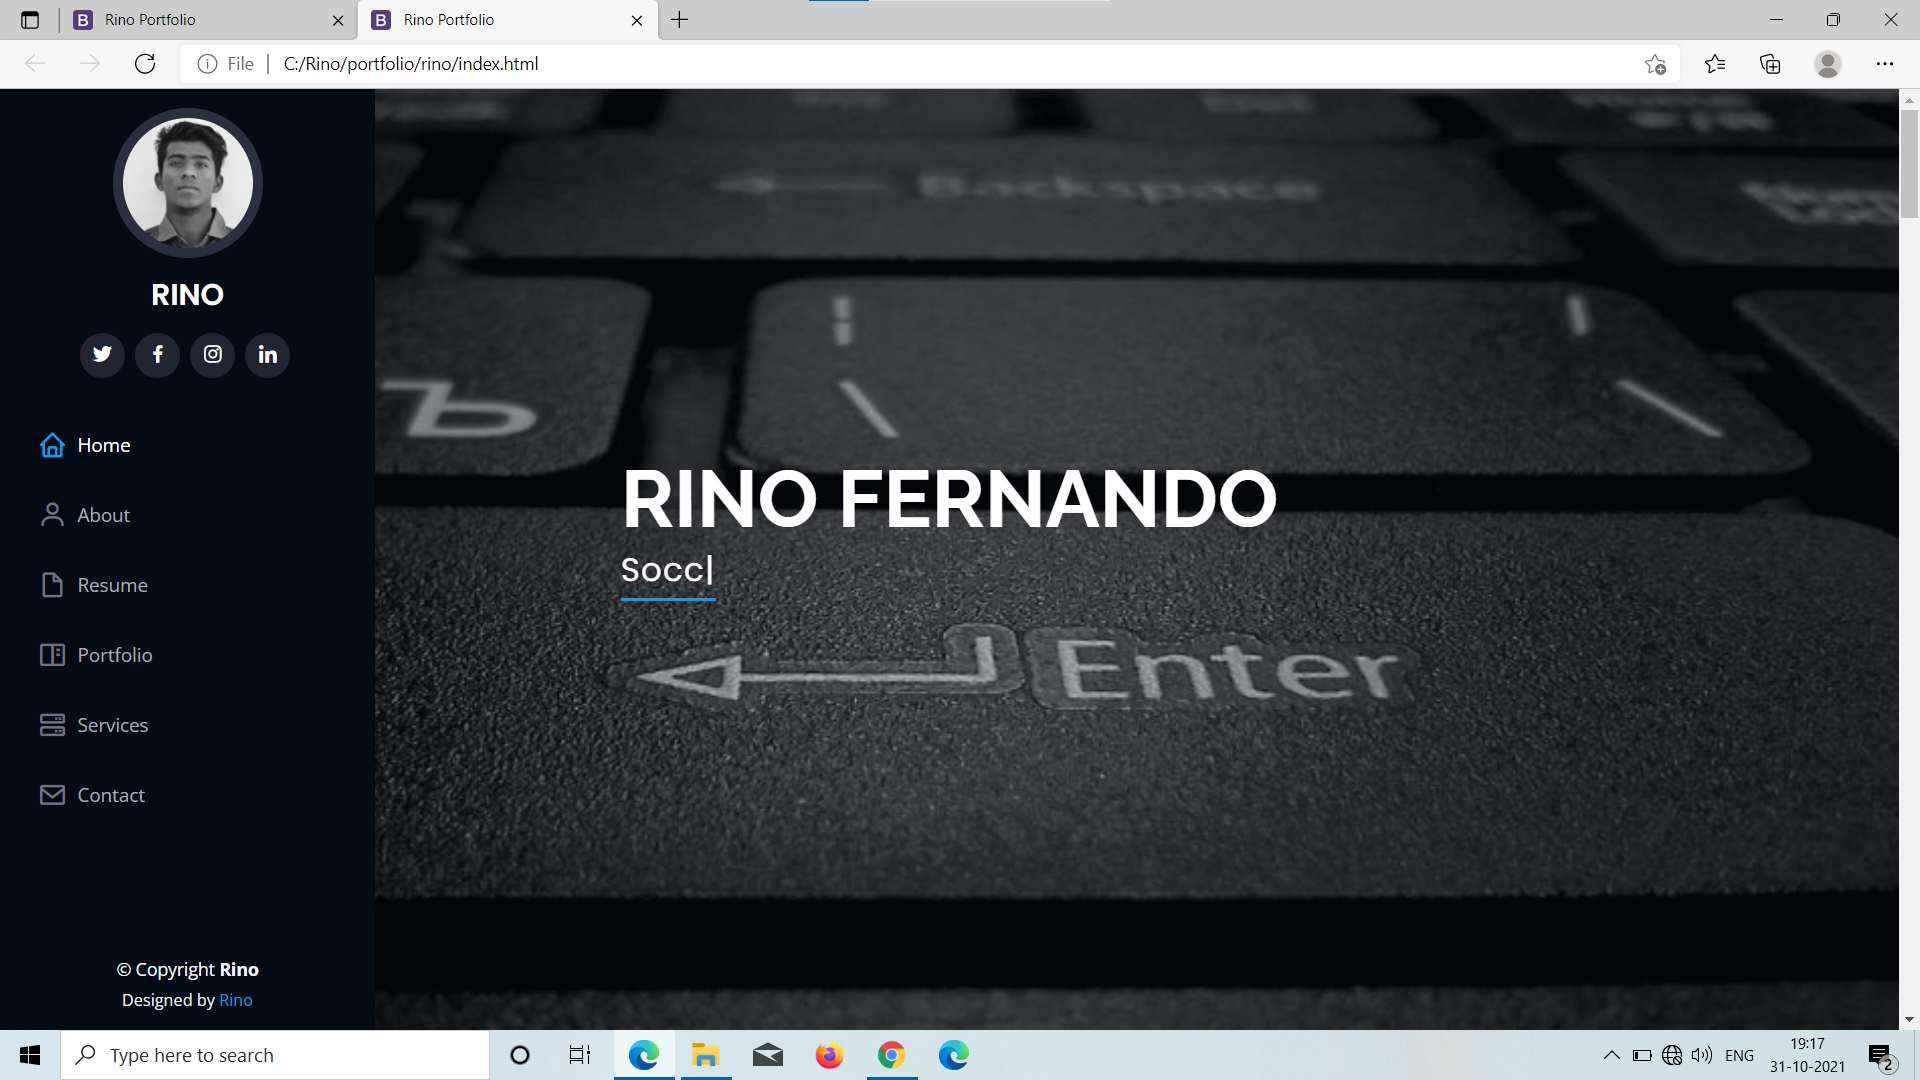 Rino Portfolio
Rino Portfolio
File
C:/Rino/portfolio/rino/index.html
RINO
Home
About
Resume
Portfolio
Services
Contact
© Copyright Rino
Designed by Rino
Backspace
Ъ
RINO FERNANDO
Socc|
Enter
Type here to search
ENG
19:17
31-10-2021
2